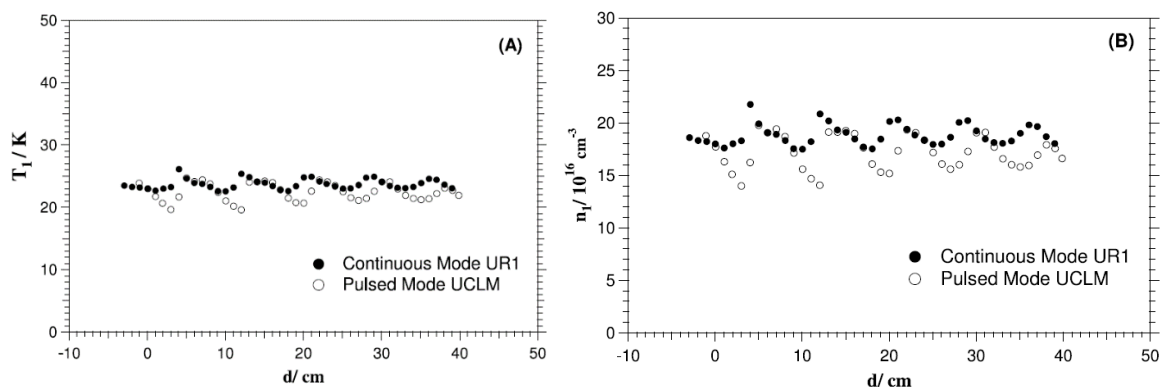 50
40
30
20
10
0
T₁/ K
(A)
● Continuous Mode UR1
○ Pulsed Mode UCLM
-10 0 10 20 30 40 50
d/ cm
30
25
20
15
10
5
0
n₁/ 10¹⁶ cm⁻³
(B)
● Continuous Mode UR1
○ Pulsed Mode UCLM
-10 0 10 20 30 40 50
d/ cm